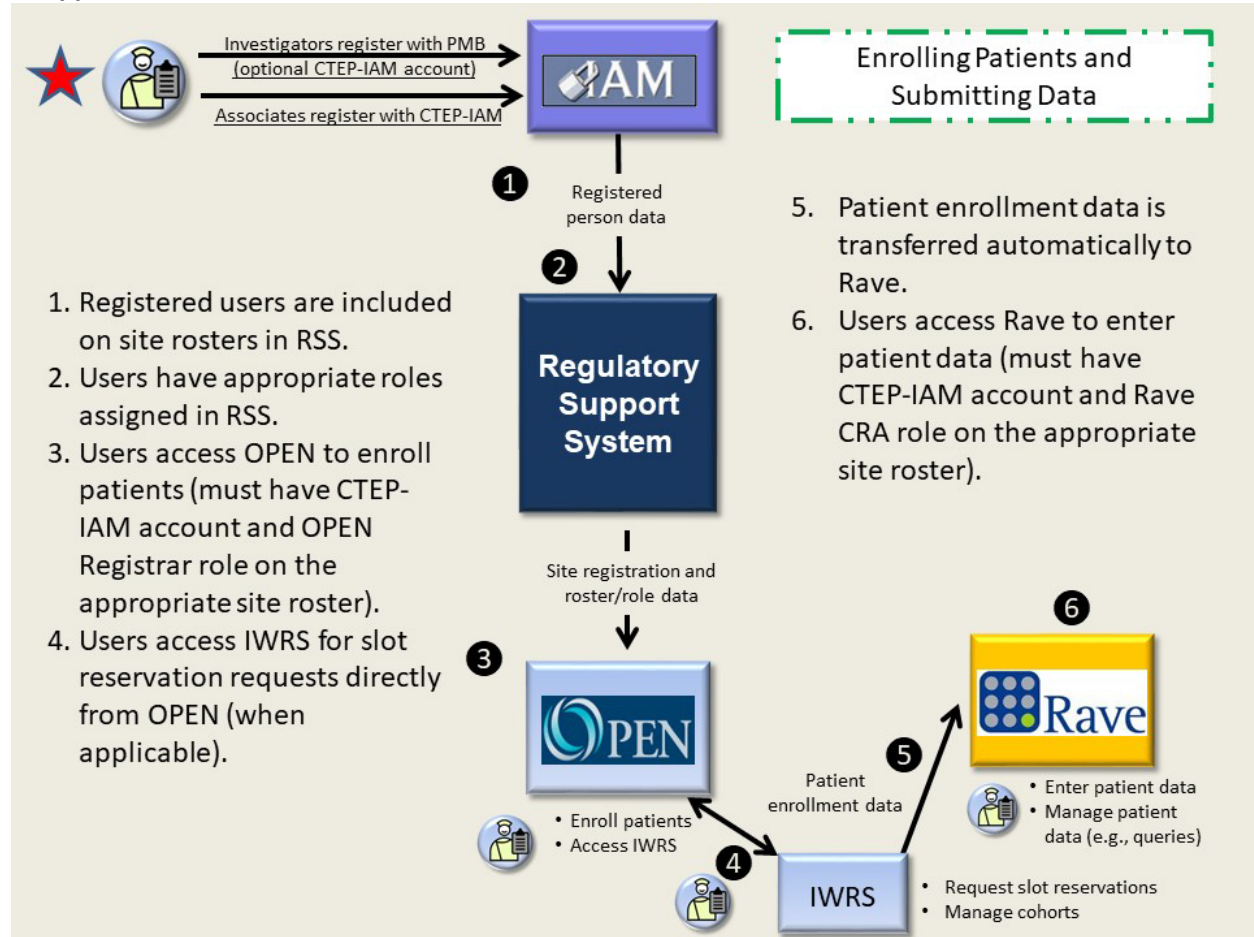 Investigators register with PMB
(optional CTEP-IAM account)
Associates register with CTEP-IAM
IAM
Enrolling Patients and
Submitting Data
1
Registered
person data
2
Regulatory
Support
System
1. Registered users are included
on site rosters in RSS.
2. Users have appropriate roles
assigned in RSS.
3. Users access OPEN to enroll
patients (must have CTEP-
IAM account and OPEN
Registrar role on the
appropriate site roster).
4. Users access IWRS for slot
reservation requests directly
from OPEN (when
applicable).
5. Patient enrollment data is
transferred automatically to
Rave.
6. Users access Rave to enter
patient data (must have
CTEP-IAM account and Rave
CRA role on the appropriate
site roster).
Site registration and
roster/role data
3
OPEN
• Enroll patients
• Access IWRS
4
IWRS
• Request slot reservations
• Manage cohorts
Patient
enrollment data
5
6
Rave
• Enter patient data
• Manage patient
data (e.g., queries)